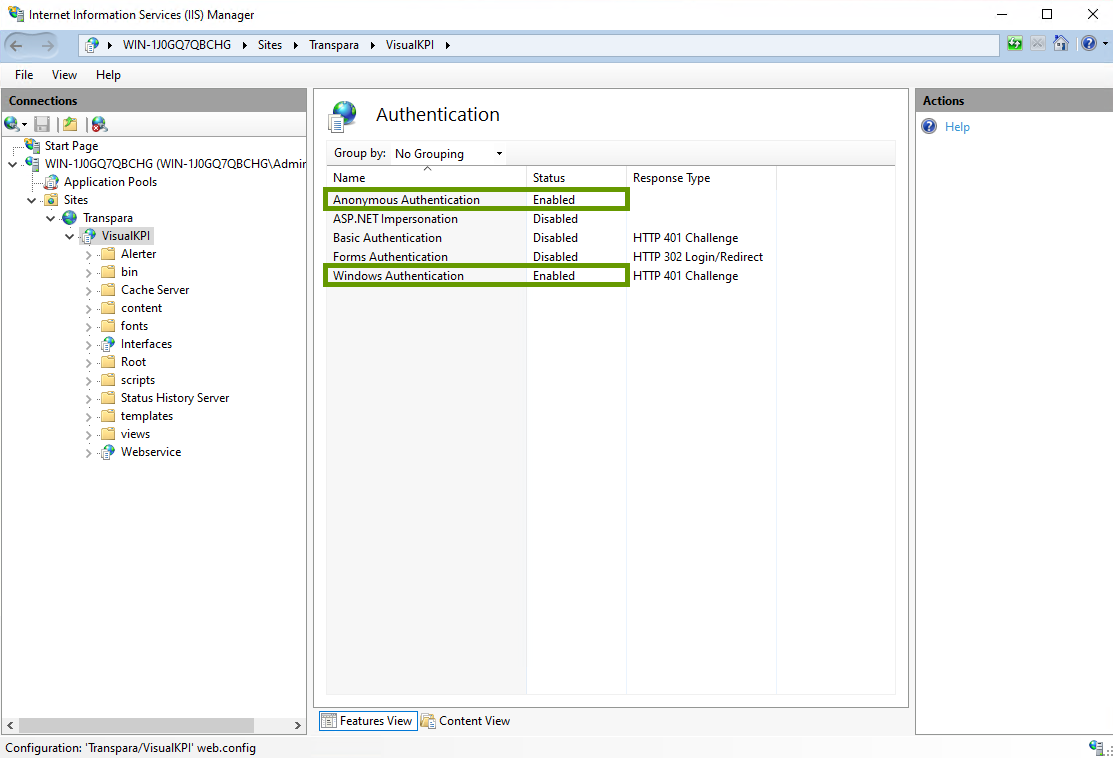 Internet Information Services (IIS) Manager
WIN-1J0GQ7QBCHG Sites Transpara VisualKPI
File View Help
Connections
Start Page
WIN-1J0GQ7QBCHG (WIN-1J0GQ7QBCHG\Admin
Application Pools
Sites
Transpara
VisualKPI
Alerter
bin
Cache Server
content
fonts
Interfaces
Root
scripts
Status History Server
templates
views
Webservice
Authentication
Group by: No Grouping
Name Status Response Type
Anonymous Authentication Enabled
ASP.NET Impersonation Disabled
Basic Authentication Disabled HTTP 401 Challenge
Forms Authentication Disabled HTTP 302 Login/Redirect
Windows Authentication Enabled HTTP 401 Challenge
Features View Content View
Actions
Help
Configuration: 'Transpara/VisualKPI' web.config